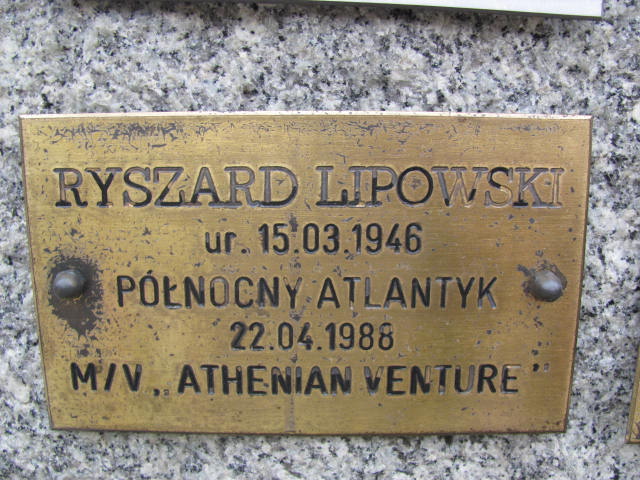 RYSZARD LIPOWSKI
ur. 15.03.1946
PÓŁNOCNY ATLANTYK
22.04.1988
M/V „ATHENIAN VENTURE"